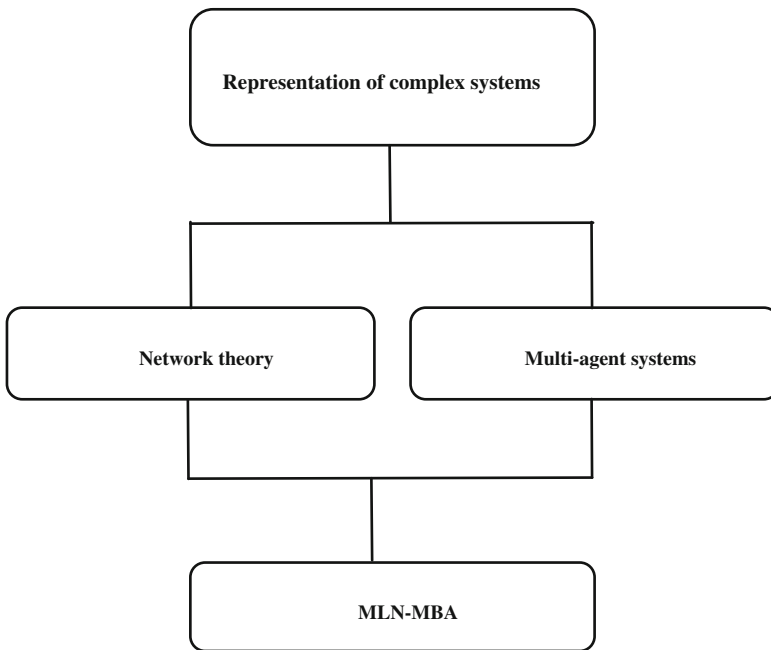 Representation of complex systems
Network theory
Multi-agent systems
MLN-MBA